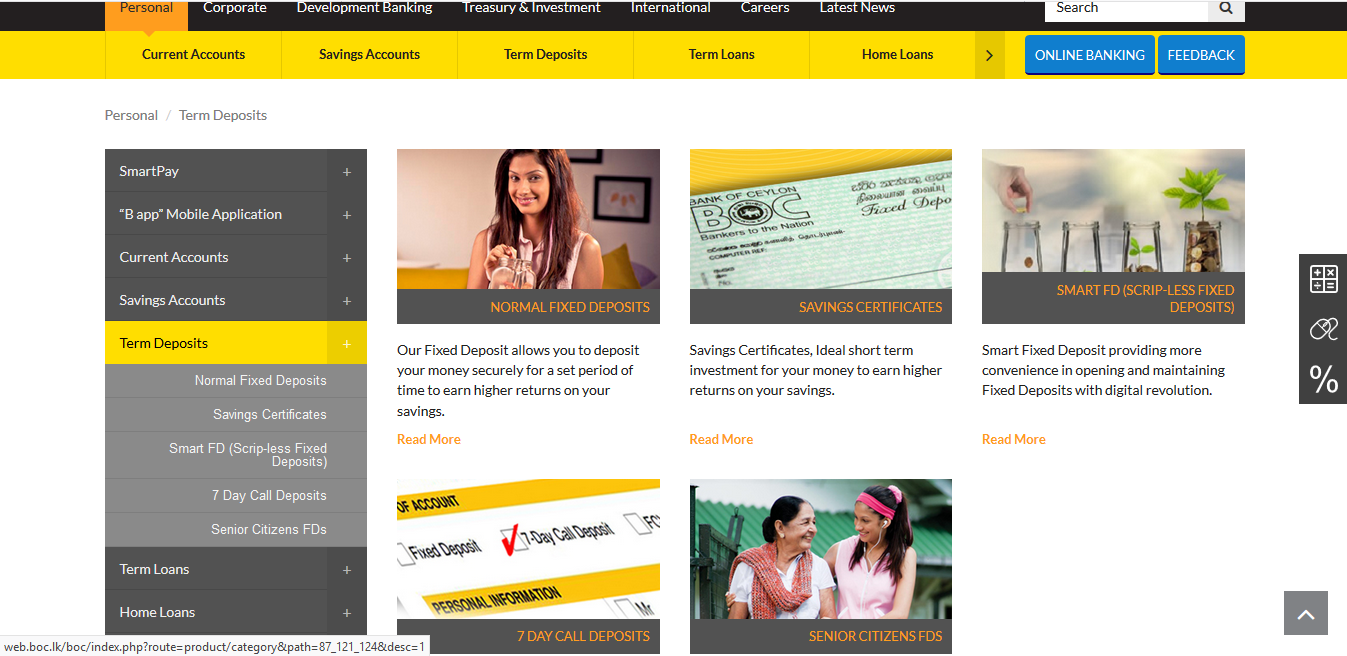 Personal
Corporate
Development Banking
Treasury & Investment
International
Careers
Latest News
Search
Current Accounts
Savings Accounts
Term Deposits
Term Loans
Home Loans
ONLINE BANKING
FEEDBACK
Personal / Term Deposits
SmartPay +
“B app” Mobile Application +
Current Accounts +
Savings Accounts +
Term Deposits +
Normal Fixed Deposits
Savings Certificates
Smart FD (Scrip-less Fixed
Deposits)
7 Day Call Deposits
Senior Citizens FDs
Term Loans +
Home Loans +
NORMAL FIXED DEPOSITS
Our Fixed Deposit allows you to deposit
your money securely for a set period of
time to earn higher returns on your
savings.
Read More
BANK OF CEYLON
BOC
Bankers to the Nation
COMPUTER REF:
Fixed Depo
SAVINGS CERTIFICATES
Savings Certificates, Ideal short term
investment for your money to earn higher
returns on your savings.
Read More
SMART FD (SCRIP-LESS FIXED
DEPOSITS)
Smart Fixed Deposit providing more
convenience in opening and maintaining
Fixed Deposits with digital revolution.
Read More
%
OF ACCOUNT
Fixed Deposit
7-Day Call Deposit
FC
PERSONAL INFORMATION
Mr
7 DAY CALL DEPOSITS
SENIOR CITIZENS FDS
web.boc.lk/boc/index.php?route=product/category&path=87_121_124&desc=1